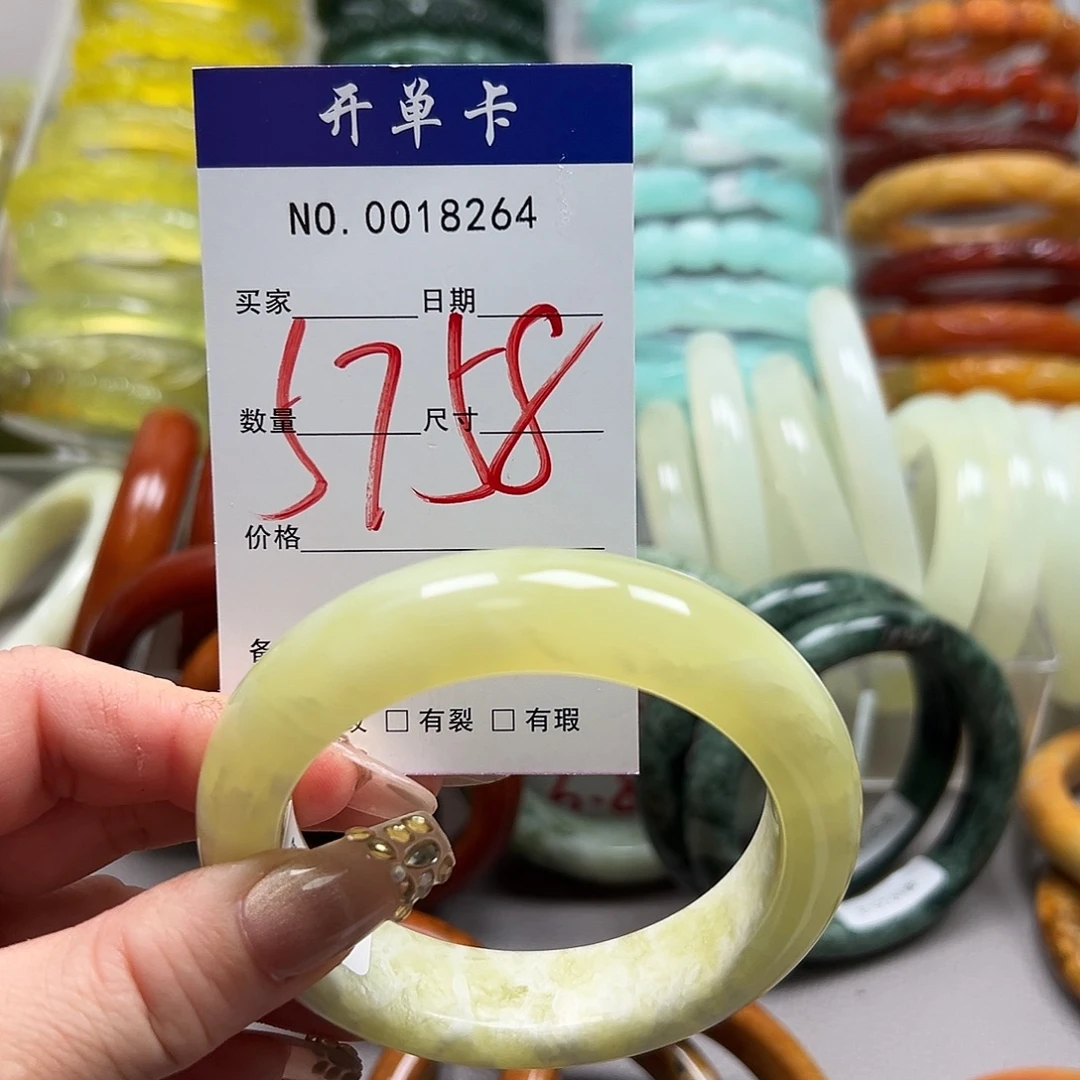 开单卡
NO. 0018264
买家 日期
5758
数量 尺寸
价格
备
□ 有裂 □ 有瑕